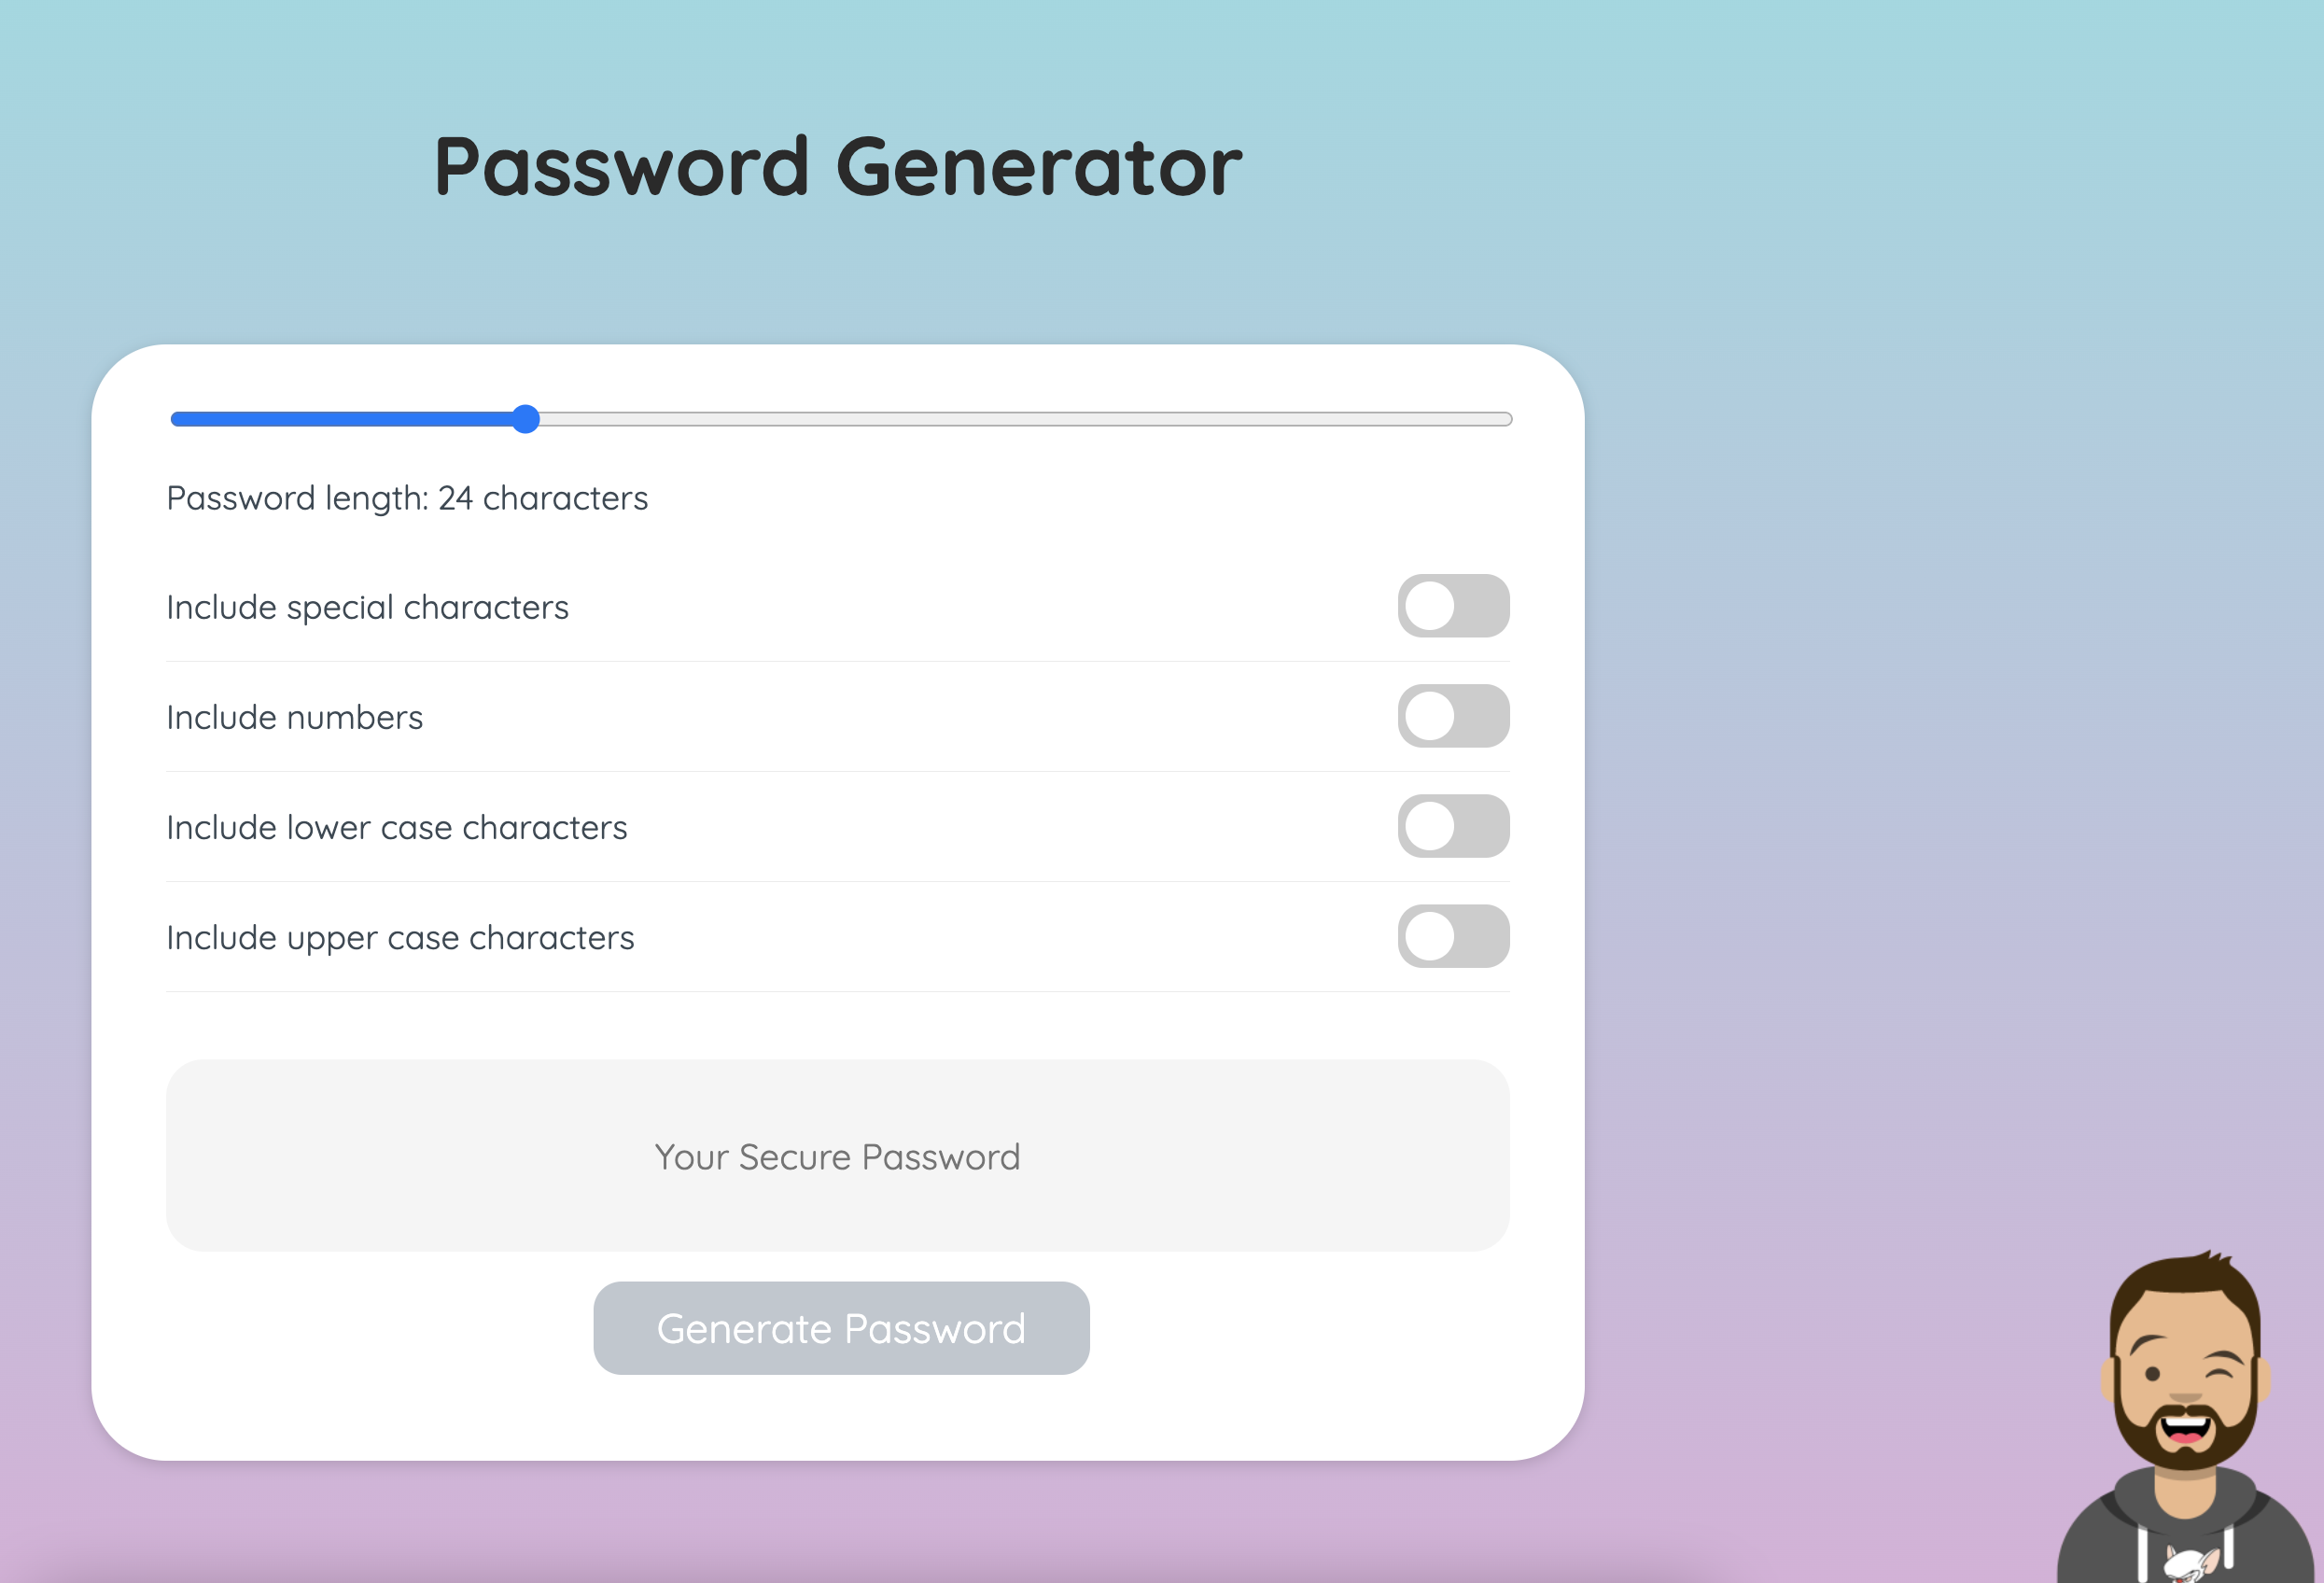 Password Generator
Password length: 24 characters
Include special characters
Include numbers
Include lower case characters
Include upper case characters
Your Secure Password
Generate Password